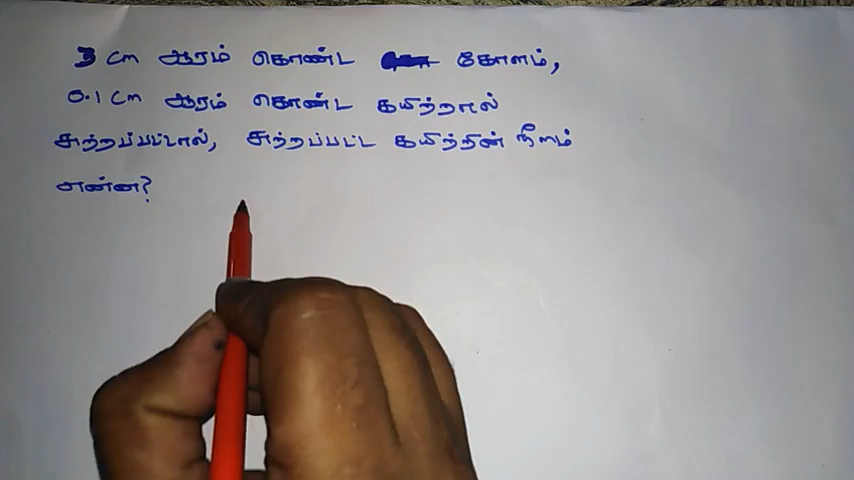 3 cm ஆரம் கொண்ட கோளம்,
0.1 cm ஆரம் கொண்ட கயிற்றால்
சுற்றப்பட்டால், சுற்றப்பட்ட கயிற்றின் நீளம்
என்ன?